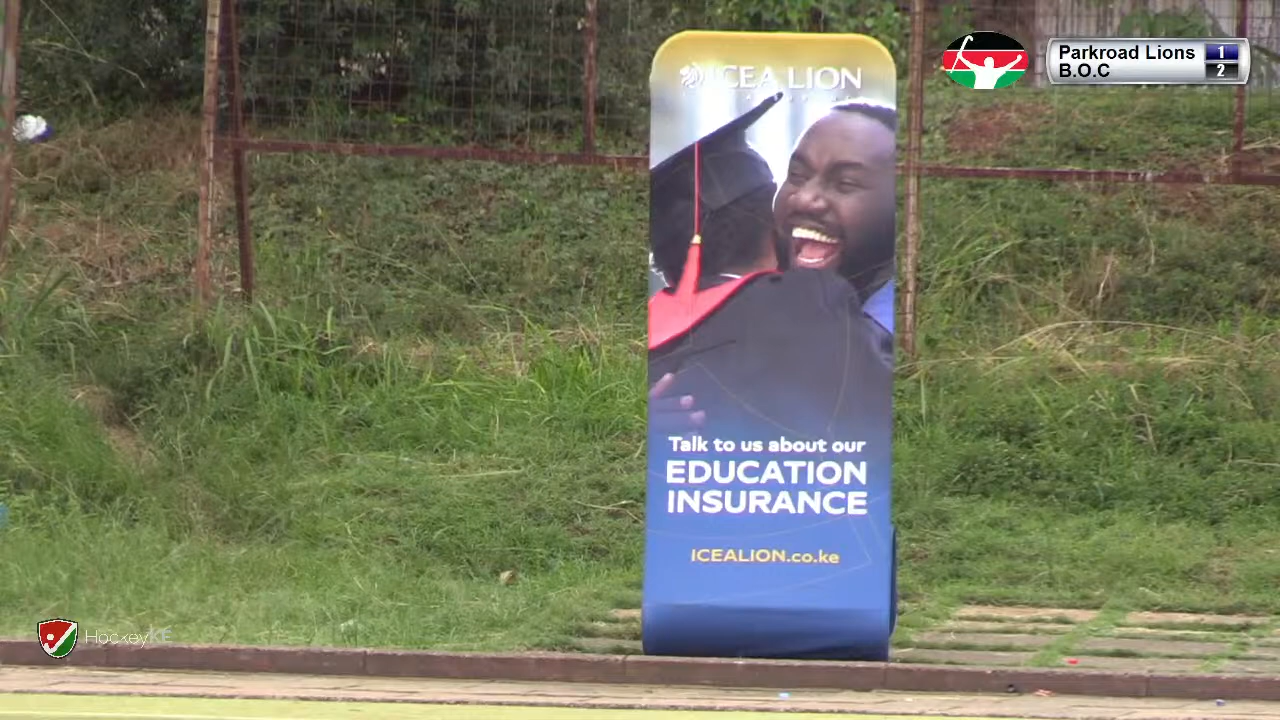 Parkroad Lions 1
B.O.C 2
ICEA LION
Talk to us about our
EDUCATION
INSURANCE
ICEALION.co.ke
HockeyKE